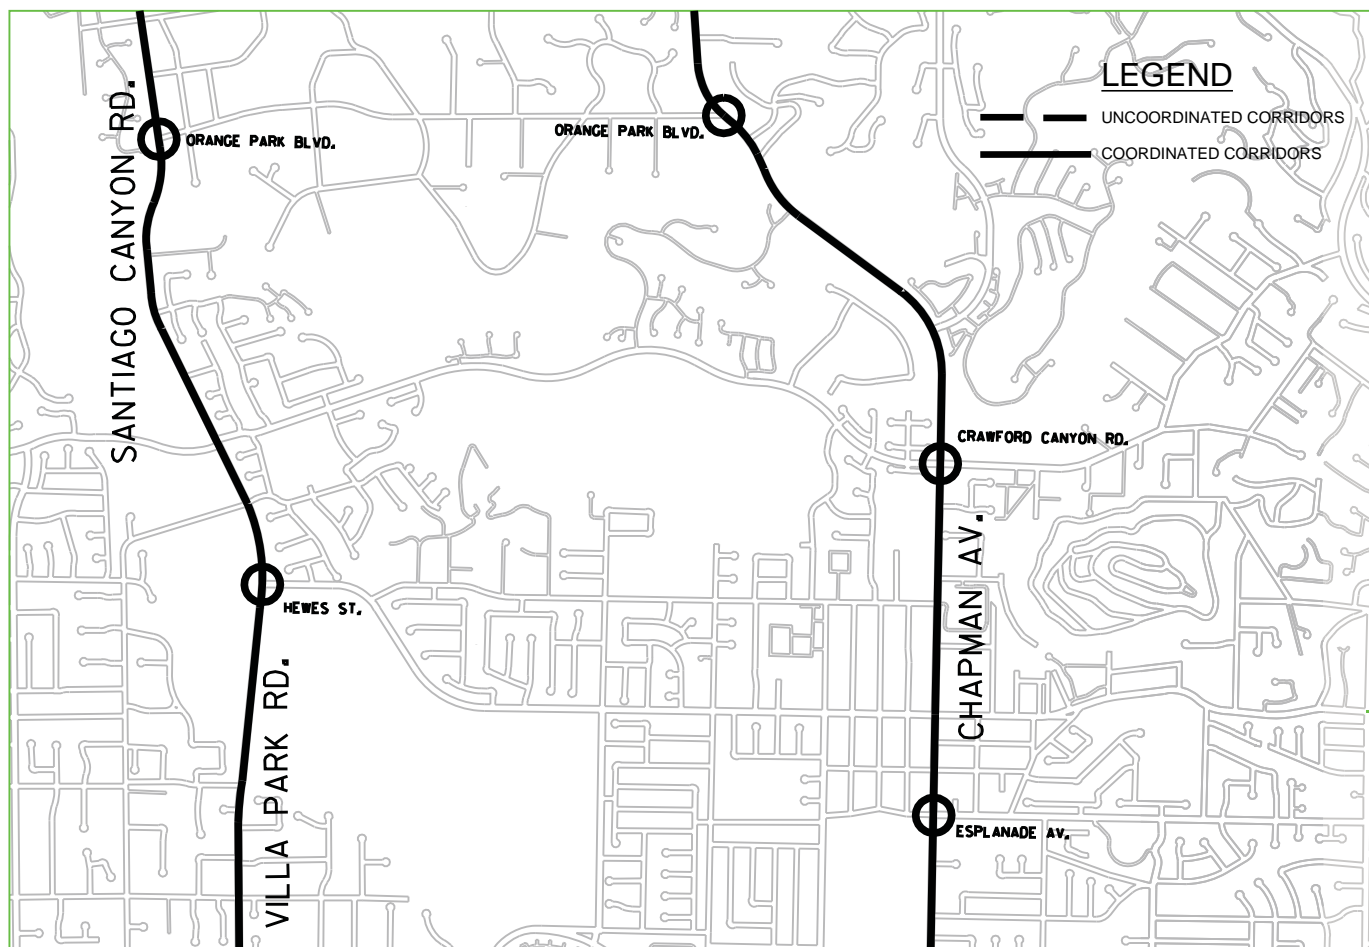 LEGEND
UNCOORDINATED CORRIDORS
COORDINATED CORRIDORS
SANTIAGO CANYON RD.
ORANGE PARK BLVD.
ORANGE PARK BLVD.
CRAWFORD CANYON RD.
HEWES ST.
CHAPMAN AV.
VILLA PARK RD.
ESPLANADE AV.